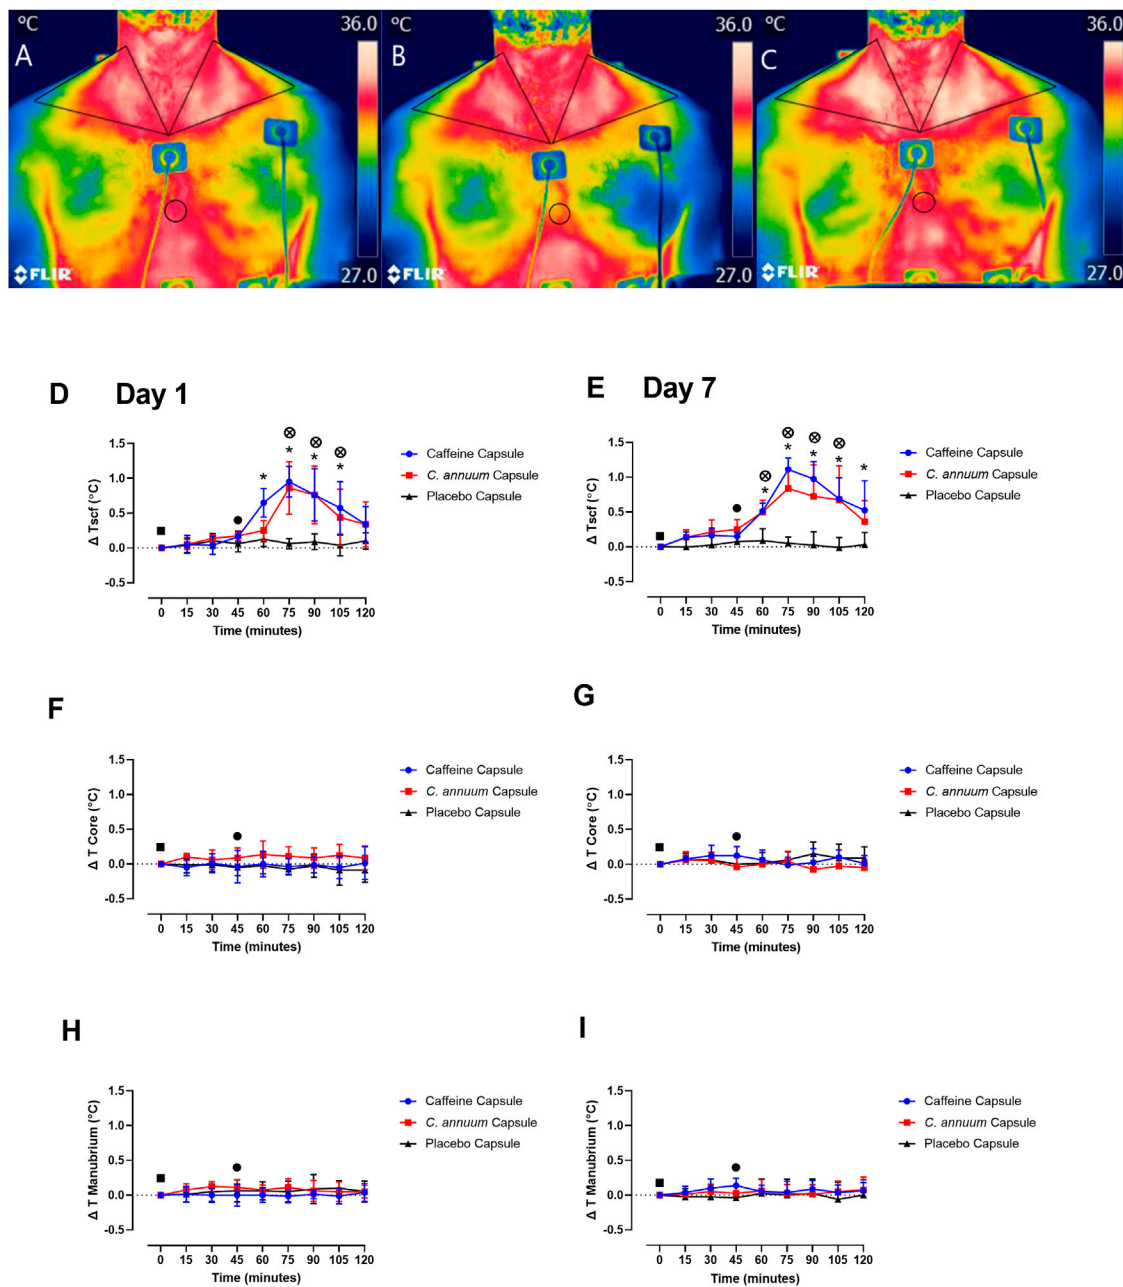 ºC 36.0 ºC 36.0 ºC 36.0
A B C
FLIR 27.0 FLIR 27.0 FLIR 27.0
D Day 1
Δ Tscf (°C)
1.5
1.0
0.5
0.0
-0.5
* * * *
Caffeine Capsule
C. annuum Capsule
Placebo Capsule
0 15 30 45 60 75 90 105 120
Time (minutes)
E Day 7
Δ Tscf (°C)
1.5
1.0
0.5
0.0
-0.5
* * * * *
Caffeine Capsule
C. annuum Capsule
Placebo Capsule
0 15 30 45 60 75 90 105 120
Time (minutes)
F
Δ T Core (°C)
1.5
1.0
0.5
0.0
-0.5
Caffeine Capsule
C. annuum Capsule
Placebo Capsule
0 15 30 45 60 75 90 105 120
Time (minutes)
G
Δ T Core (°C)
1.5
1.0
0.5
0.0
-0.5
Caffeine Capsule
C. annuum Capsule
Placebo Capsule
0 15 30 45 60 75 90 105 120
Time (minutes)
H
Δ T Manubrium (°C)
1.5
1.0
0.5
0.0
-0.5
Caffeine Capsule
C. annuum Capsule
Placebo Capsule
0 15 30 45 60 75 90 105 120
Time (minutes)
I
Δ T Manubrium (°C)
1.5
1.0
0.5
0.0
-0.5
Caffeine Capsule
C. annuum Capsule
Placebo Capsule
0 15 30 45 60 75 90 105 120
Time (minutes)